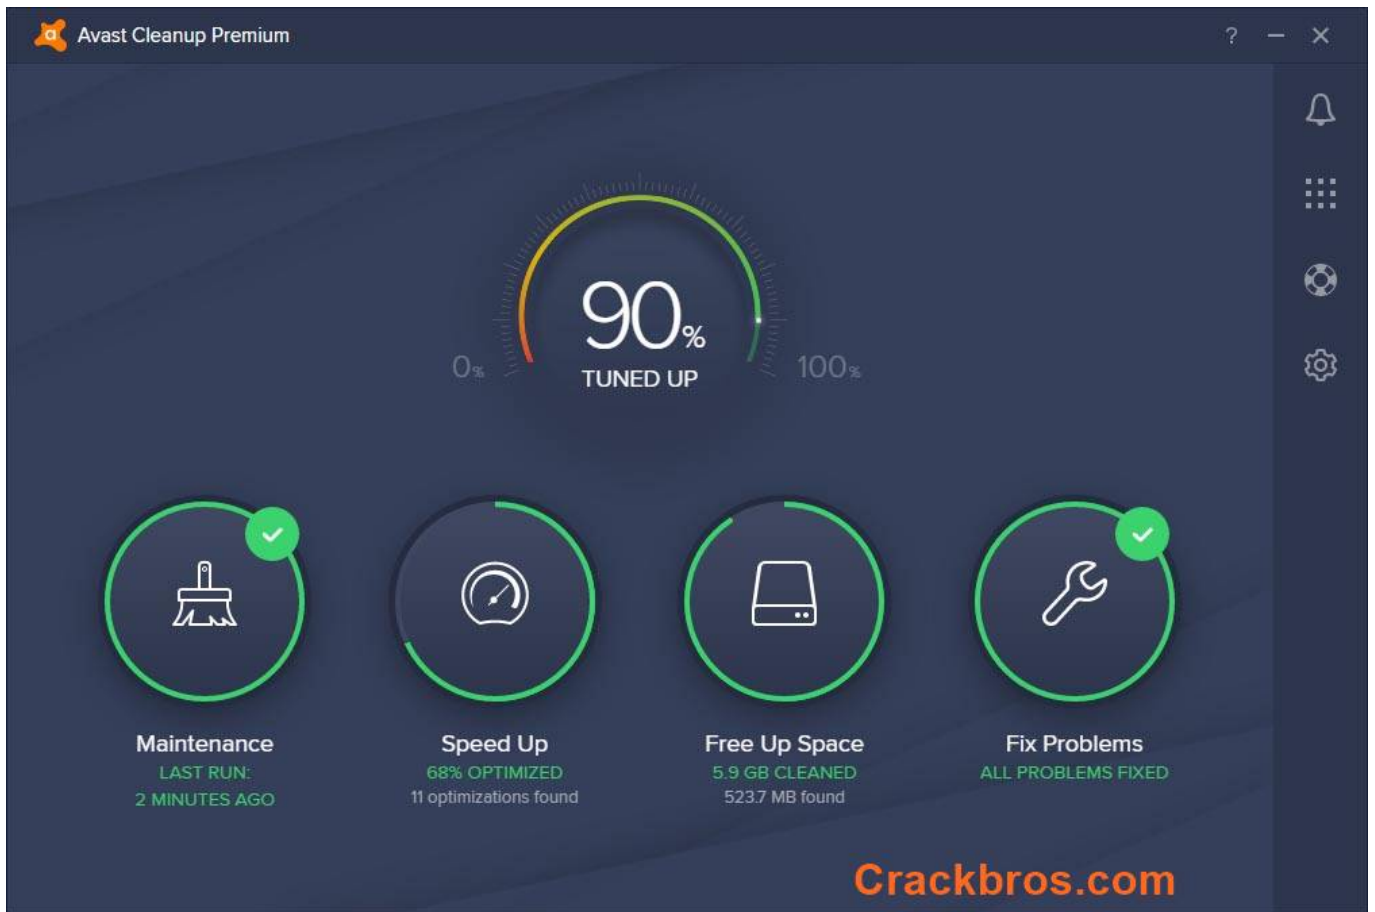 Avast Cleanup Premium
?
90%
TUNED UP
0%
100%
Maintenance
LAST RUN:
2 MINUTES AGO
Speed Up
68% OPTIMIZED
11 optimizations found
Free Up Space
5.9 GB CLEANED
523.7 MB found
Fix Problems
ALL PROBLEMS FIXED
Crackbros.com